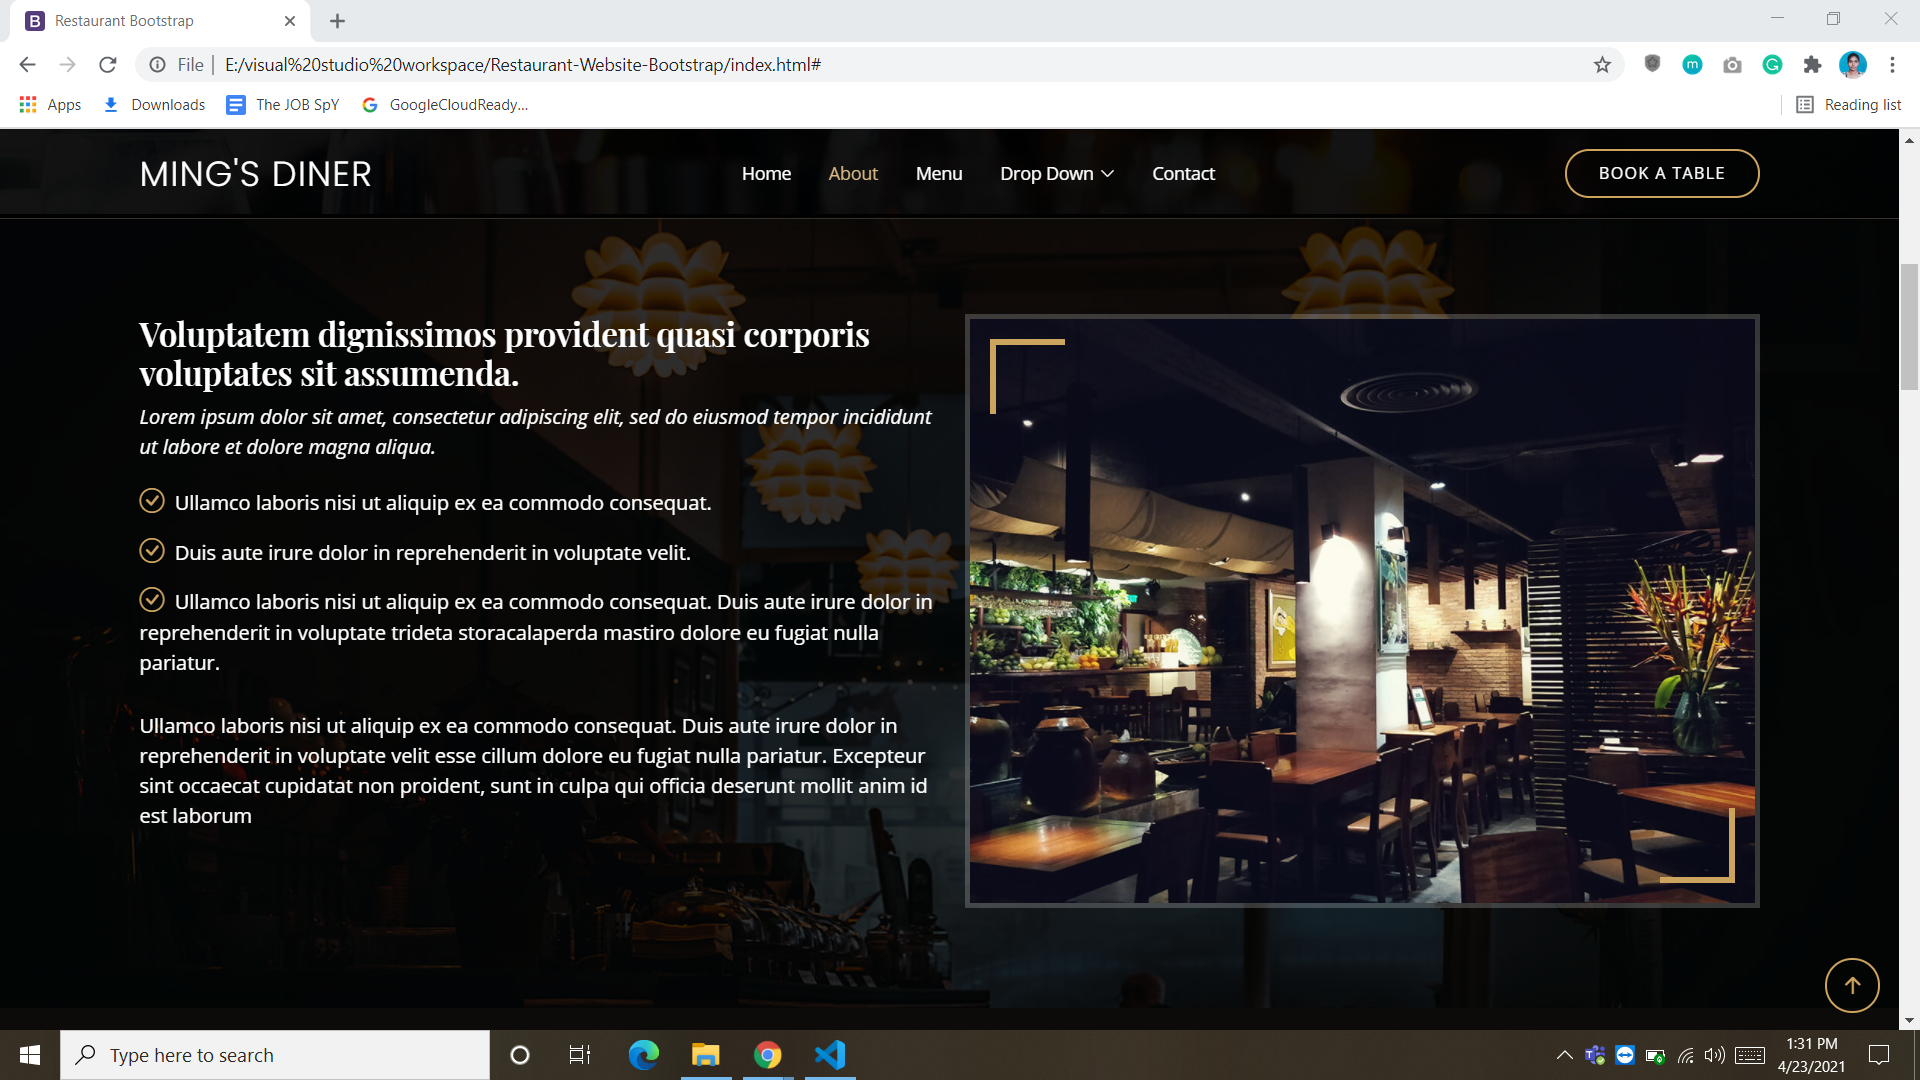 Restaurant Bootstrap
File
E:/visual%20studio%20workspace/Restaurant-Website-Bootstrap/index.html#
Apps
Downloads
The JOB SpY
GoogleCloudReady...
Reading list
MING'S DINER
Home
About
Menu
Drop Down
Contact
BOOK A TABLE
Voluptatem dignissimos provident quasi corporis
voluptates sit assumenda.
Lorem ipsum dolor sit amet, consectetur adipiscing elit, sed do eiusmod tempor incididunt
ut labore et dolore magna aliqua.
Ullamco laboris nisi ut aliquip ex ea commodo consequat.
Duis aute irure dolor in reprehenderit in voluptate velit.
Ullamco laboris nisi ut aliquip ex ea commodo consequat. Duis aute irure dolor in
reprehenderit in voluptate trideta storacalaperda mastiro dolore eu fugiat nulla
pariatur.
Ullamco laboris nisi ut aliquip ex ea commodo consequat. Duis aute irure dolor in
reprehenderit in voluptate velit esse cillum dolore eu fugiat nulla pariatur. Excepteur
sint occaecat cupidatat non proident, sunt in culpa qui officia deserunt mollit anim id
est laborum
Type here to search
1:31 PM
4/23/2021